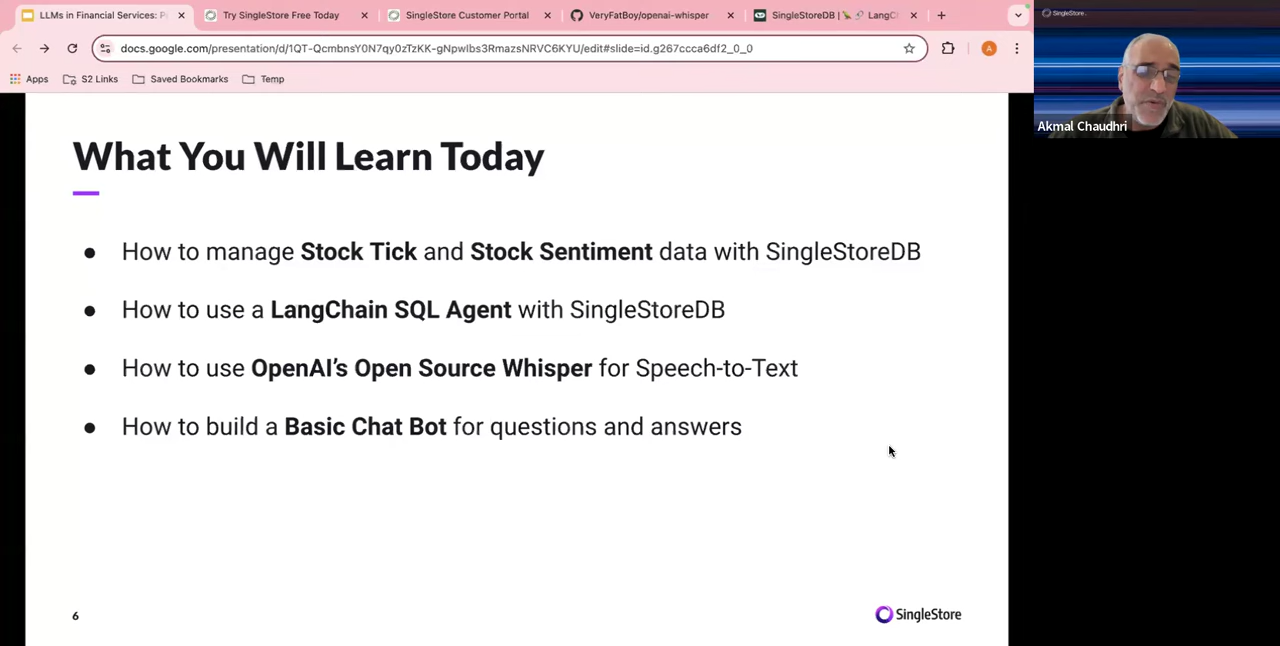 LLMs in Financial Services: P
Try SingleStore Free Today
SingleStore Customer Portal
VeryFatBoy/openai-whisper
SingleStoreDB | 🦜🔗 LangC
docs.google.com/presentation/d/1QT-QcmbnsY0N7qy0zTzKK-gNpwlbs3RmazsNRVC6KYU/edit#slide=id.g267ccca6df2_0_0
A
Apps
S2 Links
Saved Bookmarks
Temp
SingleStore
Akmal Chaudhri
What You Will Learn Today
● How to manage Stock Tick and Stock Sentiment data with SingleStoreDB
● How to use a LangChain SQL Agent with SingleStoreDB
● How to use OpenAI’s Open Source Whisper for Speech-to-Text
● How to build a Basic Chat Bot for questions and answers
6
SingleStore